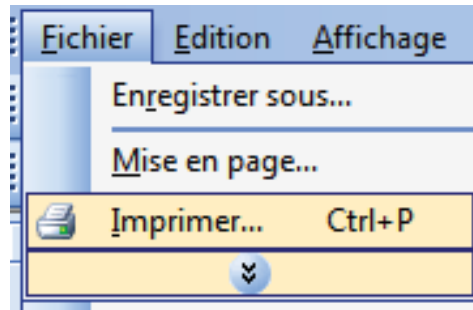 Fichier Edition Affichage
Enregistrer sous...
Mise en page...
Imprimer... Ctrl+P